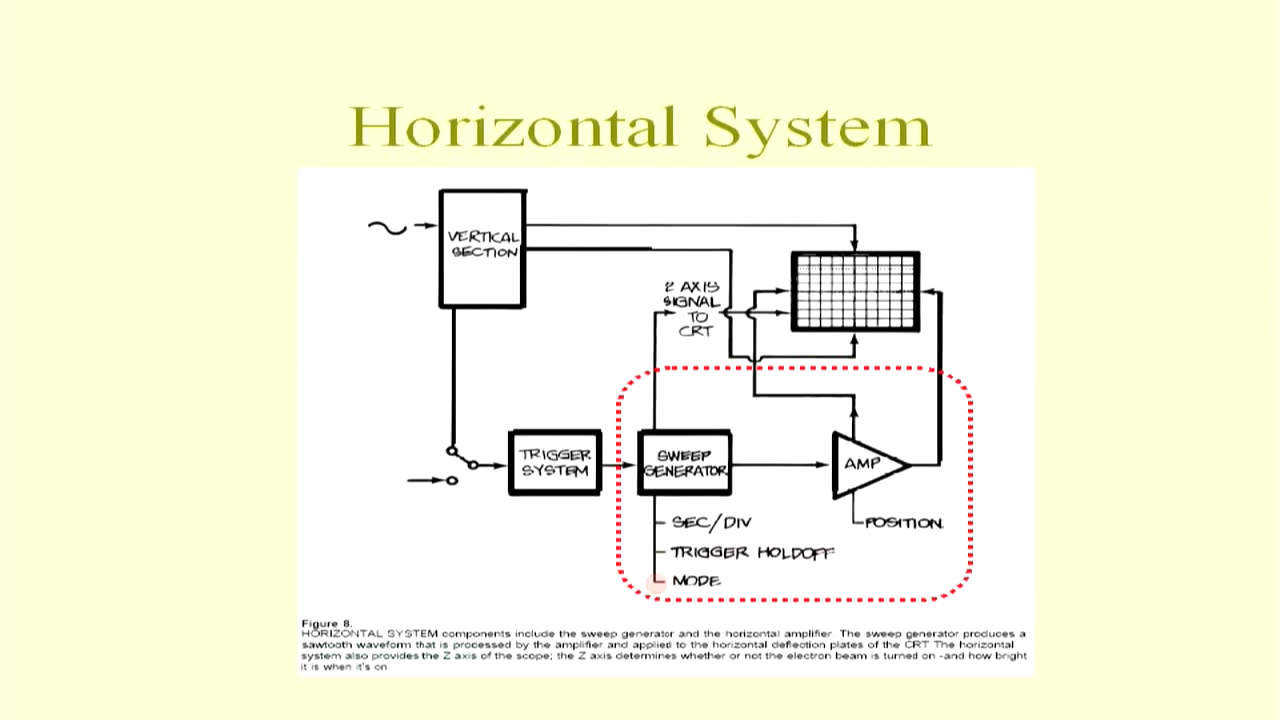 Horizontal System
VERTICAL
SECTION
Z AXIS
SIGNAL
TO
CRT
TRIGGER
SYSTEM
SWEEP
GENERATOR
AMP
SEC/DIV
POSITION
TRIGGER HOLDOFF
MODE
Figure 8.
HORIZONTAL SYSTEM components include the sweep generator and the horizontal amplifier. The sweep generator produces a
sawtooth waveform that is processed by the amplifier and applied to the horizontal deflection plates of the CRT The horizontal
system also provides the Z axis of the scope; the Z axis determines whether or not the electron beam is turned on -and how bright
it is when it's on